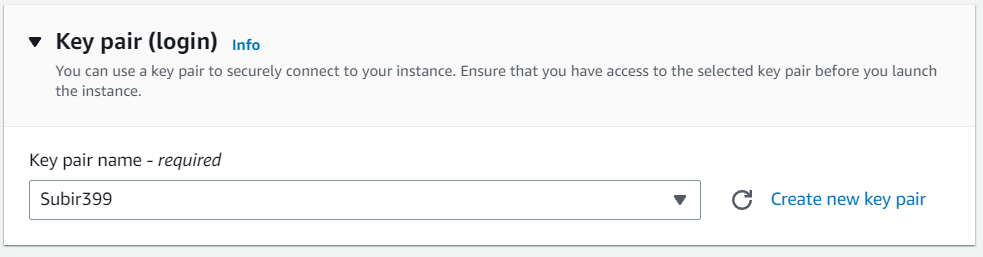 Key pair (login) Info
You can use a key pair to securely connect to your instance. Ensure that you have access to the selected key pair before you launch
the instance.
Key pair name - required
Subir399
Create new key pair